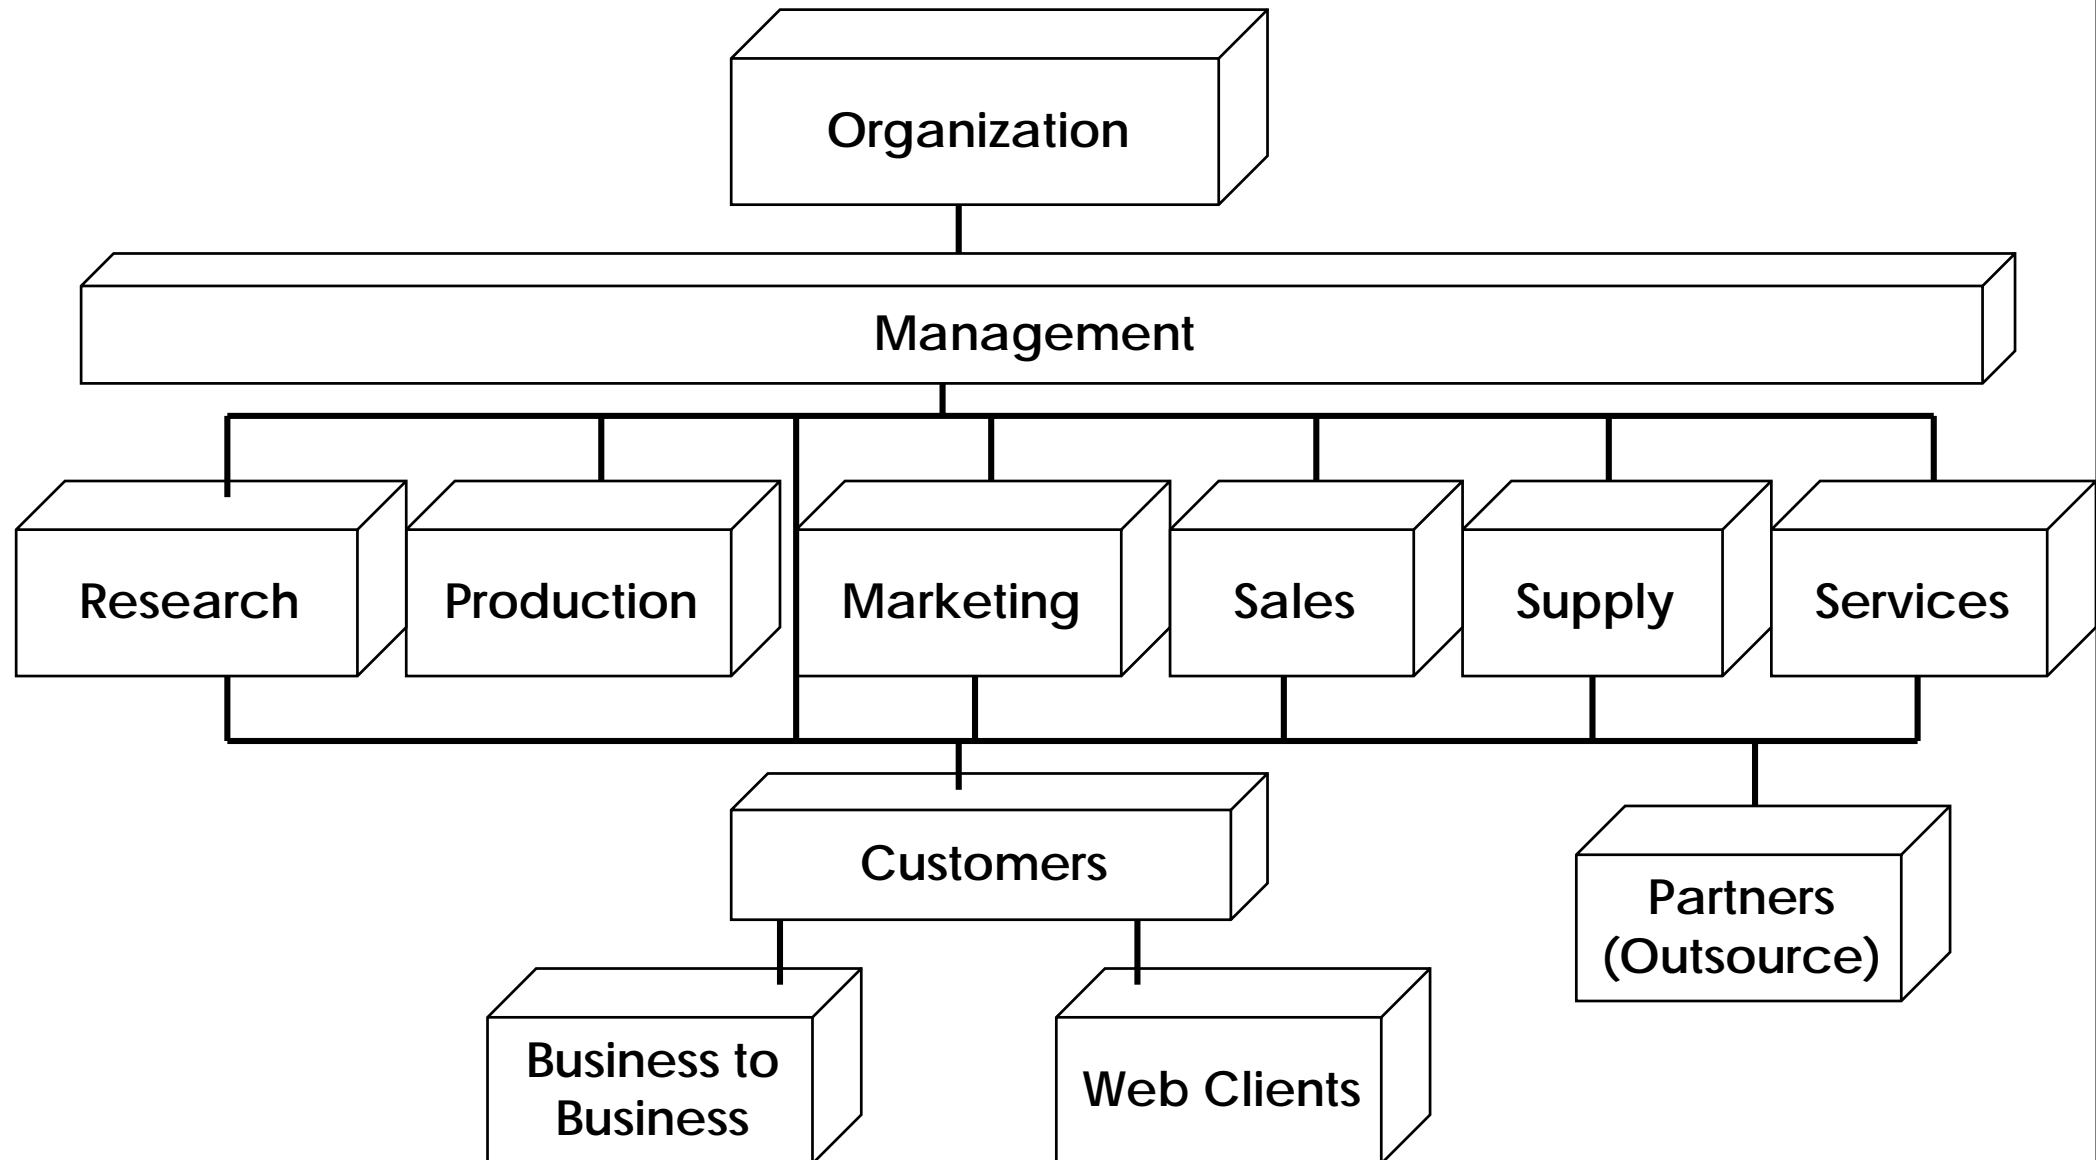 Organization
Management
Research
Production
Marketing
Sales
Supply
Services
Customers
Partners
(Outsource)
Business to
Business
Web Clients